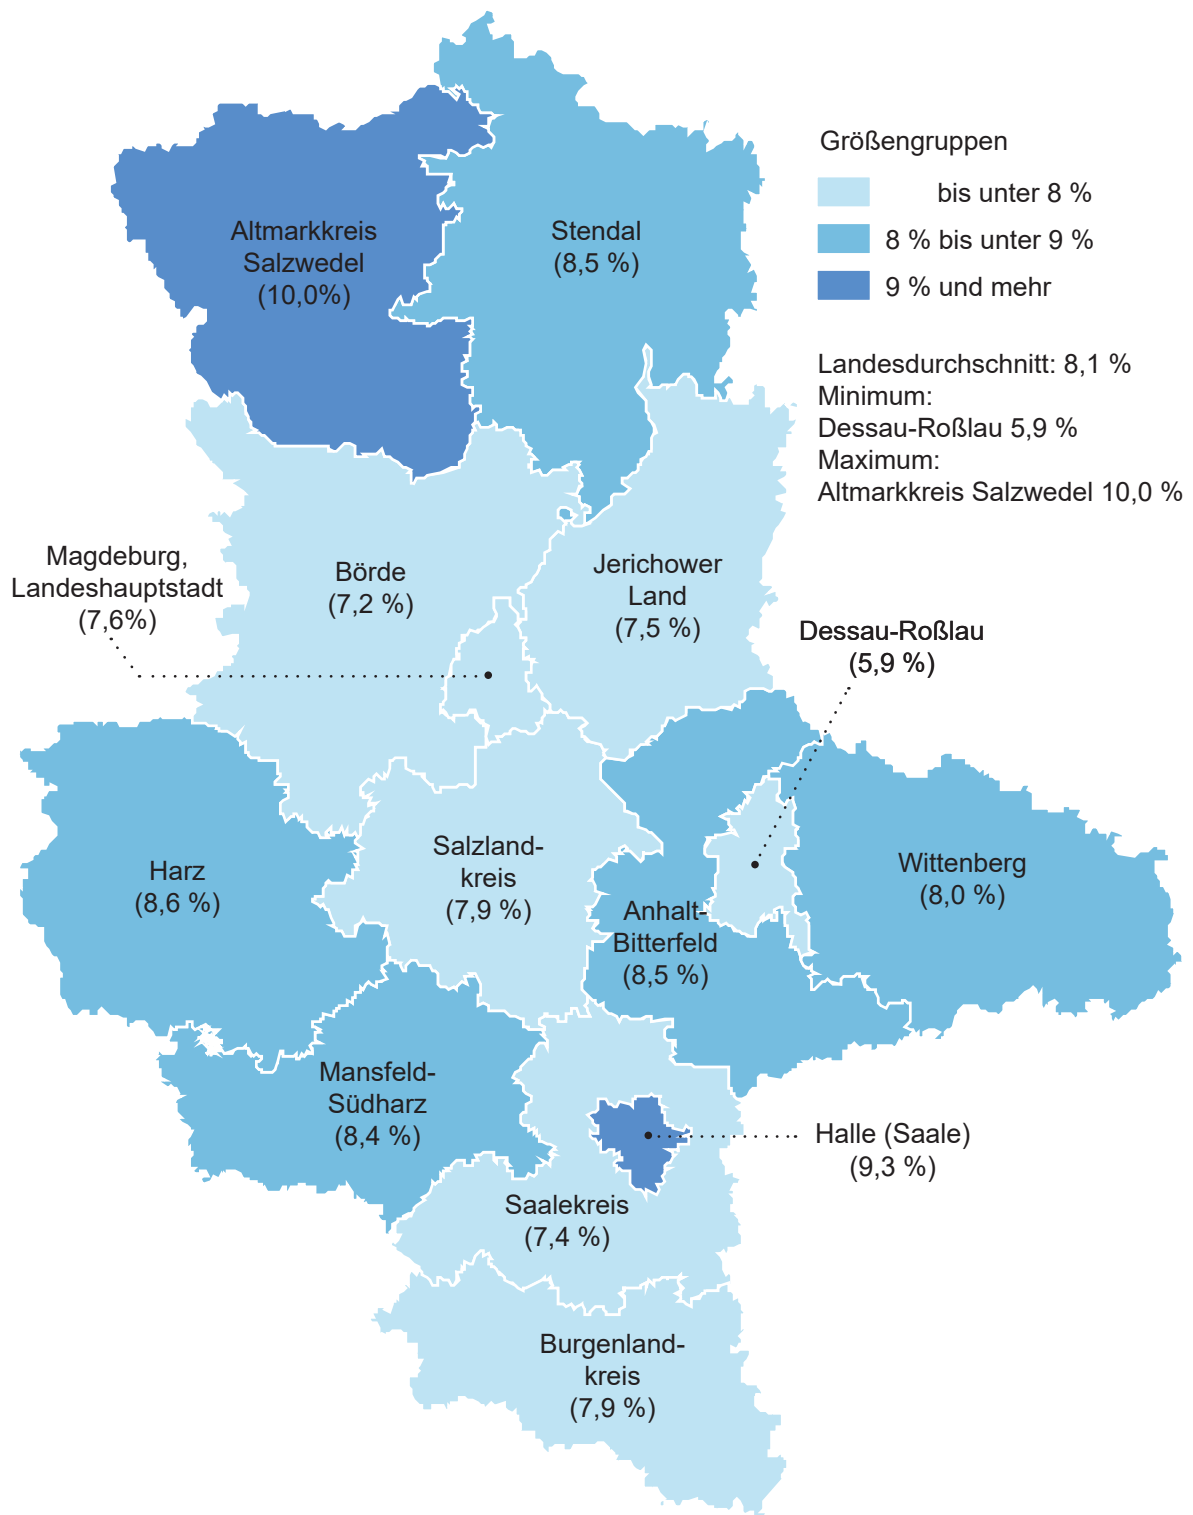 Größengruppen
bis unter 8 %
8 % bis unter 9 %
9 % und mehr
Landesdurchschnitt: 8,1 %
Minimum:
Dessau-Roßlau 5,9 %
Maximum:
Altmarkkreis Salzwedel 10,0 %
Altmarkkreis
Salzwedel
(10,0%)
Stendal
(8,5 %)
Magdeburg,
Landeshauptstadt
(7,6%)
Börde
(7,2 %)
Jerichower
Land
(7,5 %)
Dessau-Roßlau
(5,9 %)
Harz
(8,6 %)
Salzland-
kreis
(7,9 %)
Anhalt-
Bitterfeld
(8,5 %)
Wittenberg
(8,0 %)
Mansfeld-
Südharz
(8,4 %)
Halle (Saale)
(9,3 %)
Saalekreis
(7,4 %)
Burgenland-
kreis
(7,9 %)